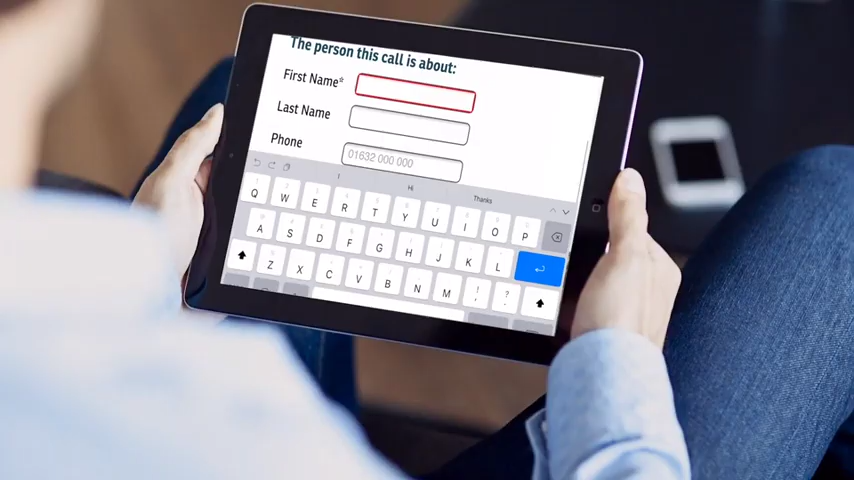 The person this call is about:
First Name*
Last Name
Phone
01632 000 000
I Hi Thanks
Q W E R T Y U I O P
A S D F G H J K L
Z X C V B N M ! , ? .